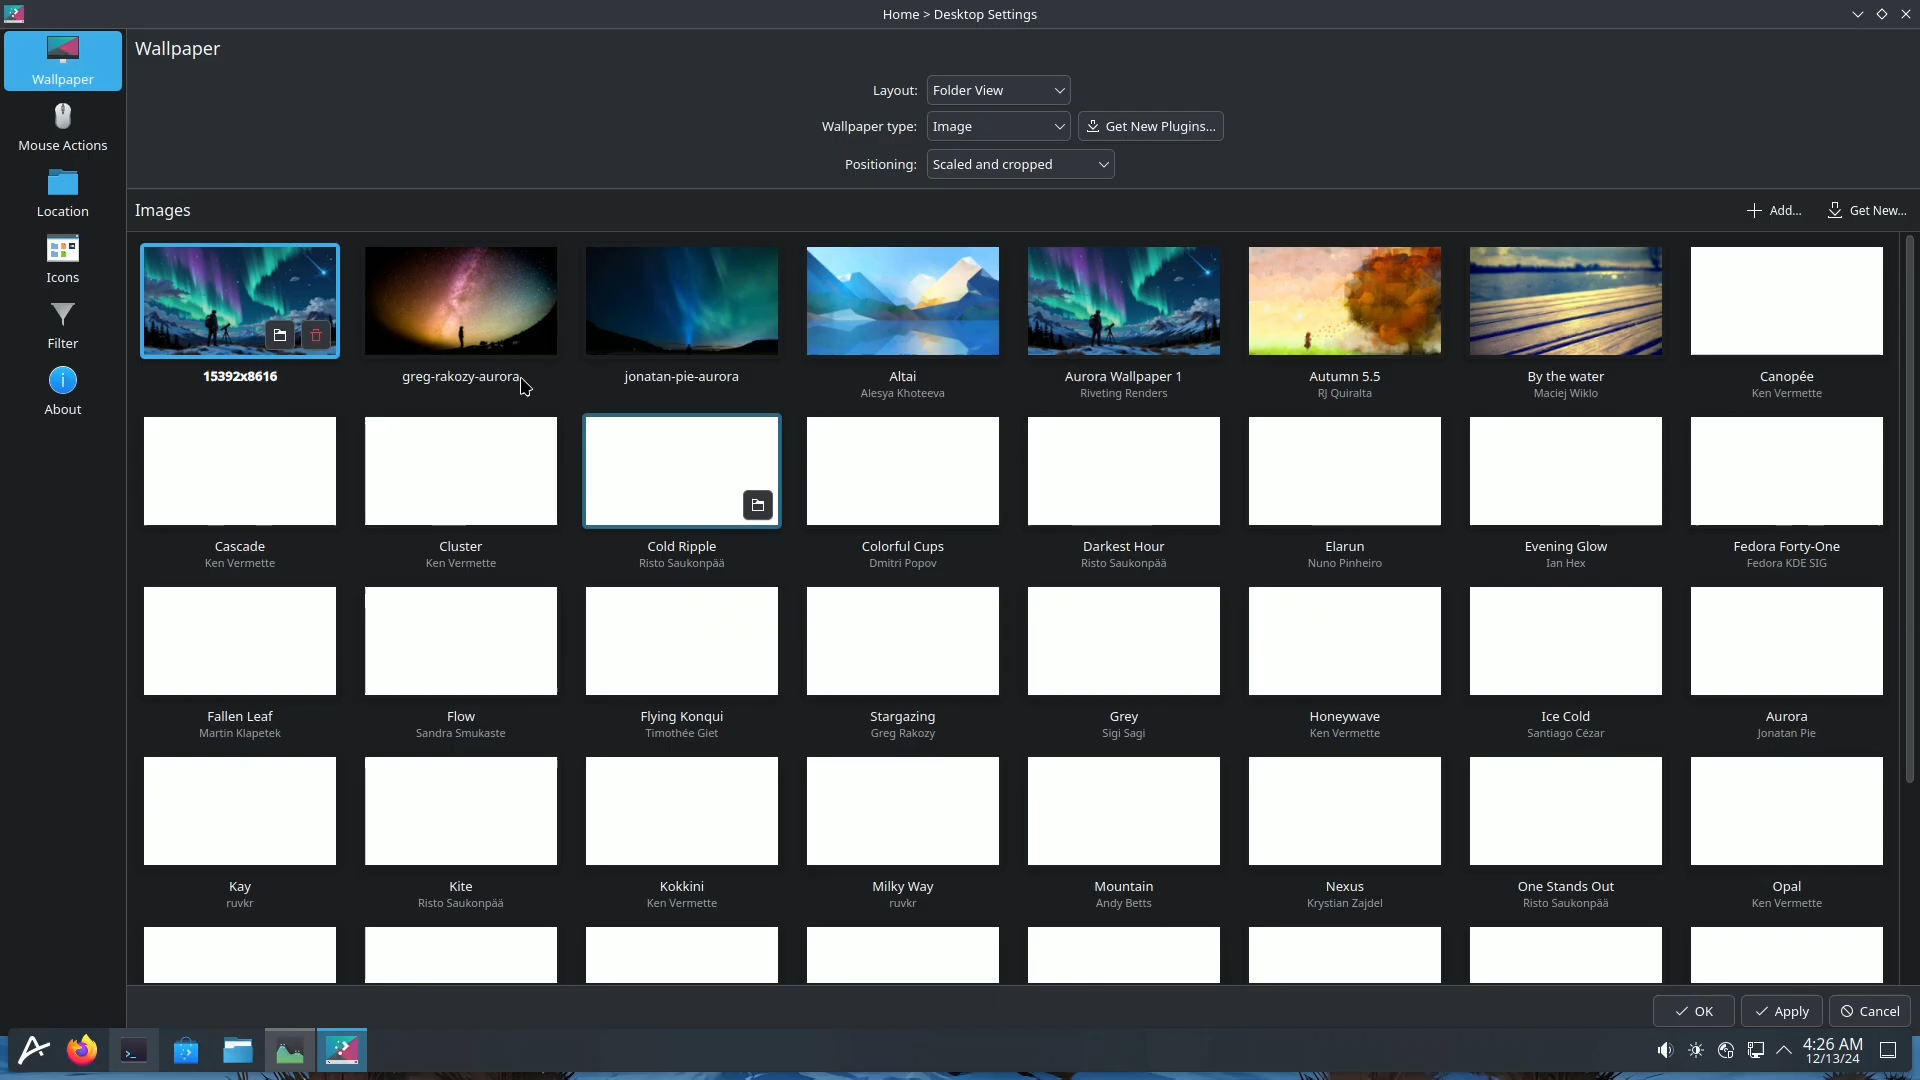 Home > Desktop Settings
Wallpaper
Mouse Actions
Location
Icons
Filter
About
Wallpaper
Layout: Folder View
Wallpaper type: Image Get New Plugins...
Positioning: Scaled and cropped
Images Add... Get New...
15392x8616 greg-rakozy-aurora jonatan-pie-aurora Altai Aurora Wallpaper 1 Autumn 5.5 By the water Canopée
Alesya Khoteeva Riveting Renders RJ Quiralta Maciej Wiklo Ken Vermette
Cascade Cluster Cold Ripple Colorful Cups Darkest Hour Elarun Evening Glow Fedora Forty-One
Ken Vermette Ken Vermette Risto Saukonpää Dmitri Popov Risto Saukonpää Nuno Pinheiro Ian Hex Fedora KDE SIG
Fallen Leaf Flow Flying Konqui Stargazing Grey Honeywave Ice Cold Aurora
Martin Klapetek Sandra Smukaste Timothée Giet Greg Rakozy Sigi Sagi Ken Vermette Santiago Cézar Jonatan Pie
Kay Kite Kokkini Milky Way Mountain Nexus One Stands Out Opal
ruvkr Risto Saukonpää Ken Vermette ruvkr Andy Betts Krystian Zajdel Risto Saukonpää Ken Vermette
OK Apply Cancel
4:26 AM
12/13/24